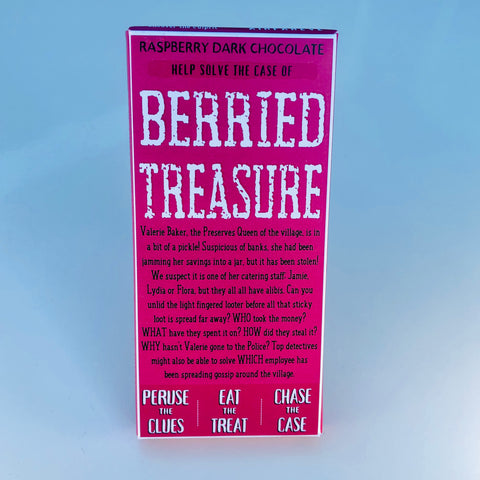 RASPBERRY DARK CHOCOLATE
HELP SOLVE THE CASE OF
BERRIED
TREASURE
Valerie Baker, the Preserves Queen of the village, is in
a bit of a pickle! Suspicious of banks, she had been
jamming her savings into a jar, but it has been stolen!
We suspect it is one of her catering staff. Jamie,
Lydia or Flora, but they all all have alibis. Can you
unlid the light fingered looter before all that sticky
loot is spread far away? WHO took the money?
WHAT have they spent it on? HOW did they steal it?
WHY hasn't Valerie gone to the Police? Top detectives
might also be able to solve WHICH employee has
been spreading gossip around the village.
PERUSE THE CLUES
EAT THE TREAT
CHASE THE CASE